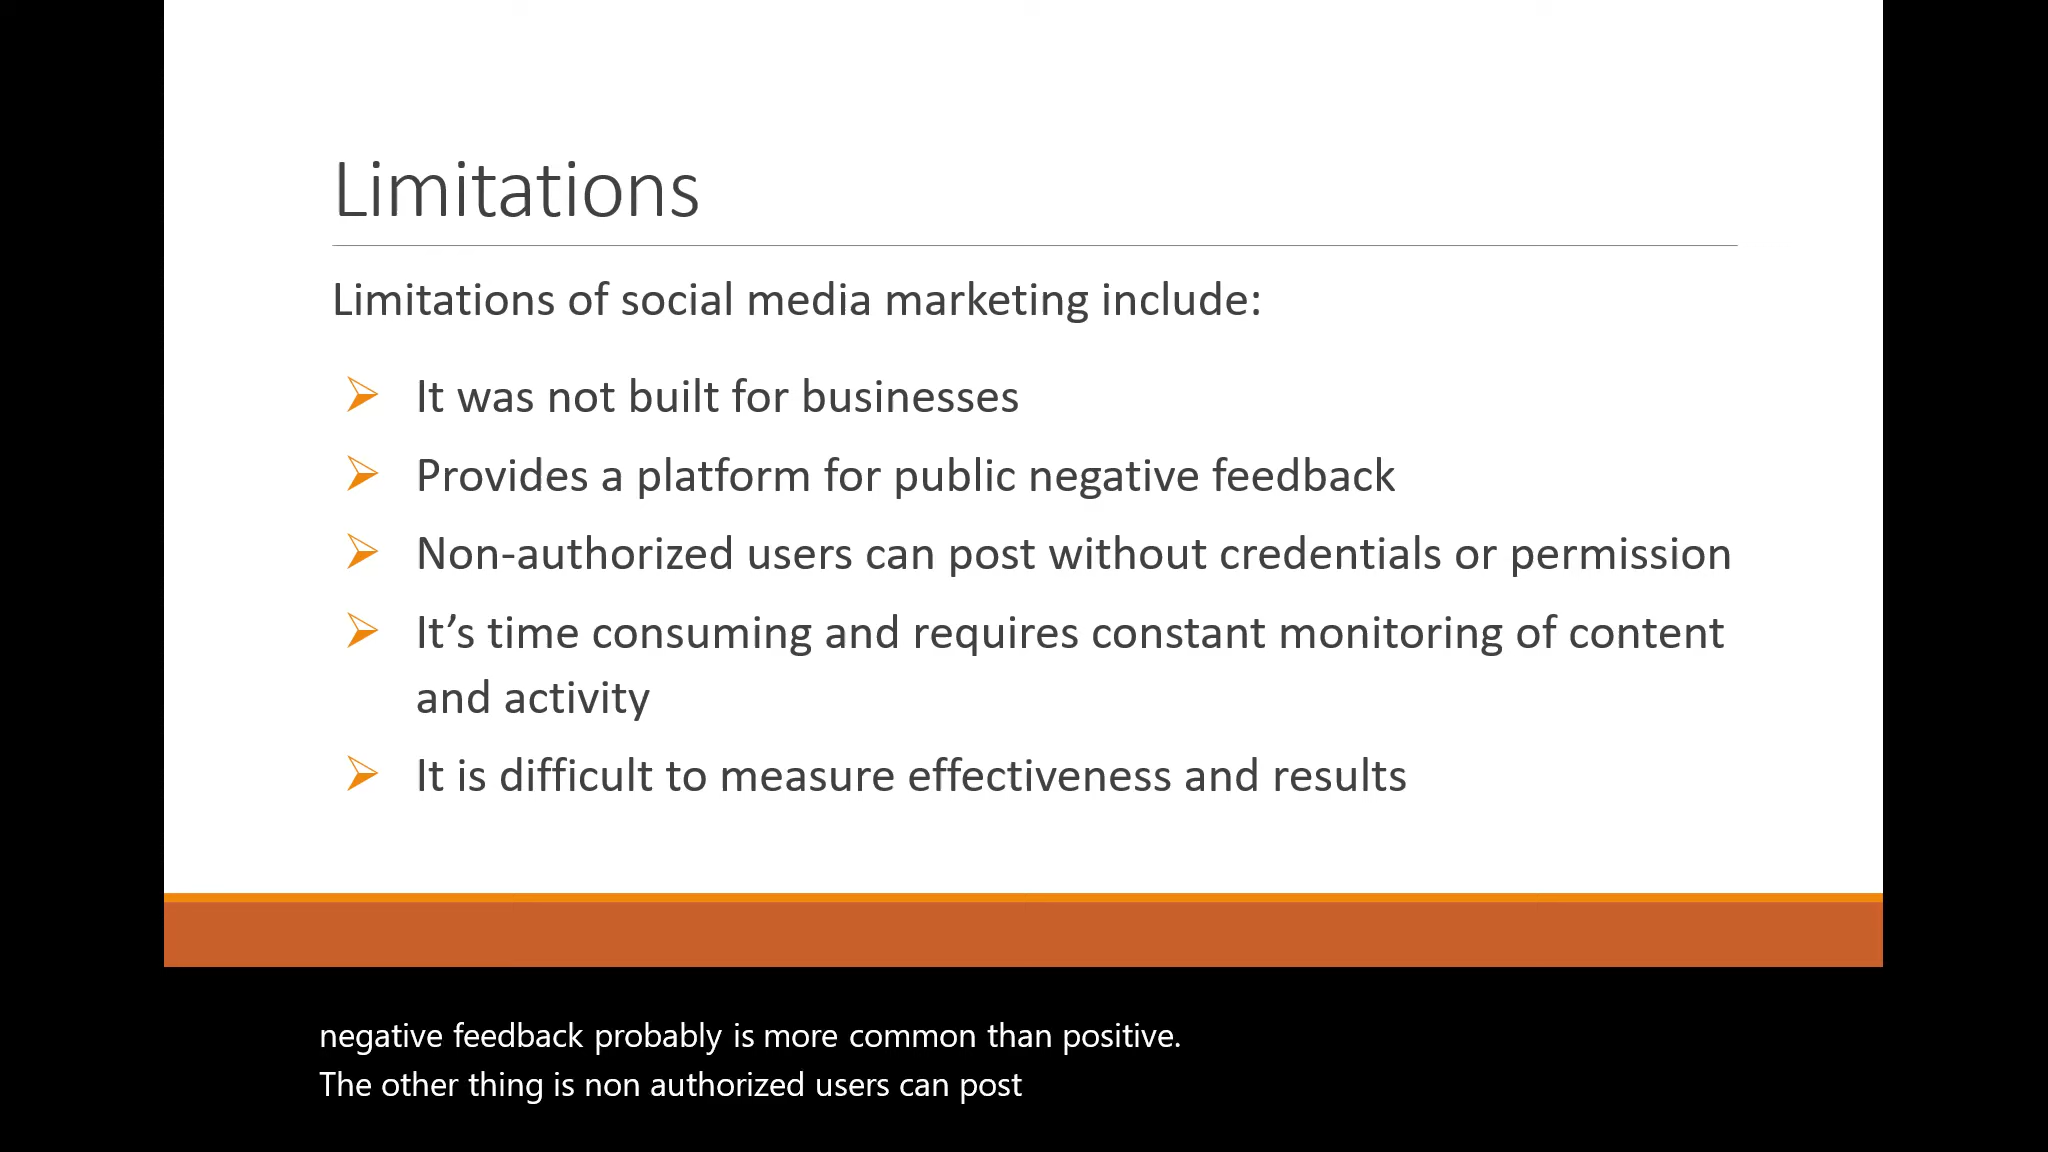 Limitations
Limitations of social media marketing include:
It was not built for businesses
Provides a platform for public negative feedback
Non-authorized users can post without credentials or permission
It’s time consuming and requires constant monitoring of content
and activity
It is difficult to measure effectiveness and results
negative feedback probably is more common than positive.
The other thing is non authorized users can post